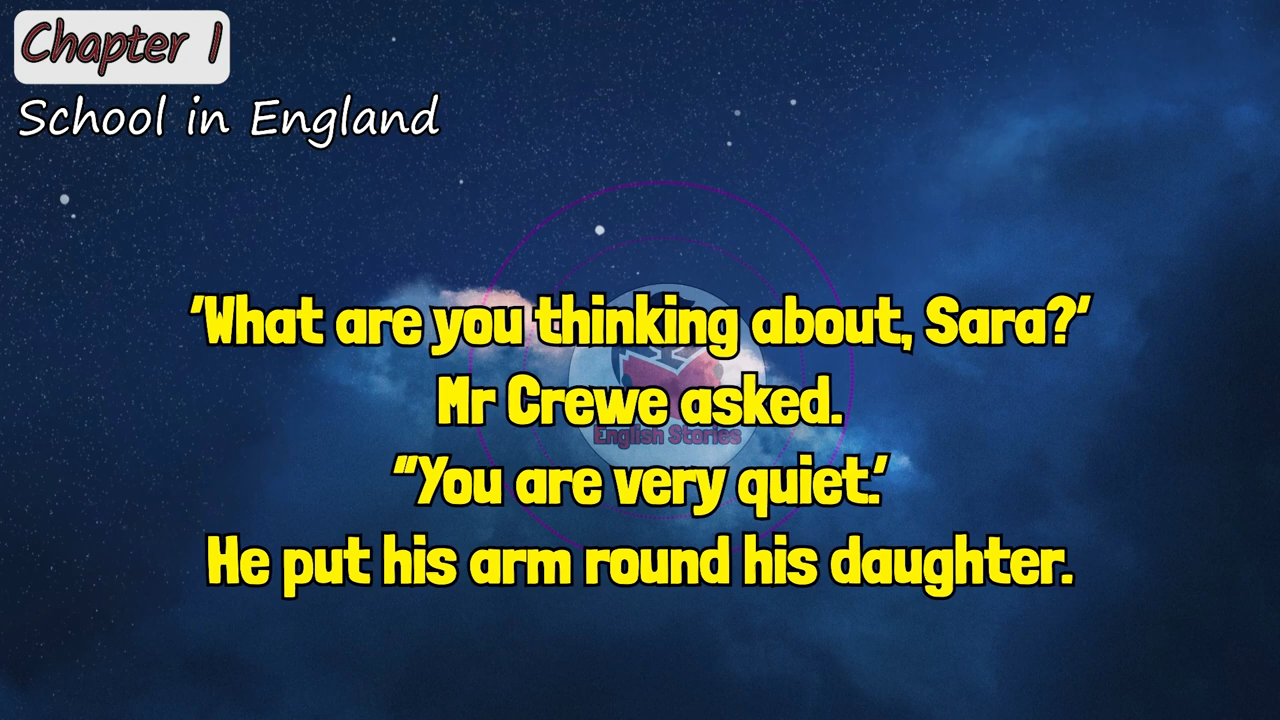 Chapter 1
School in England
'What are you thinking about, Sara?'
Mr Crewe asked.
English Stories
"You are very quiet.'
He put his arm round his daughter.